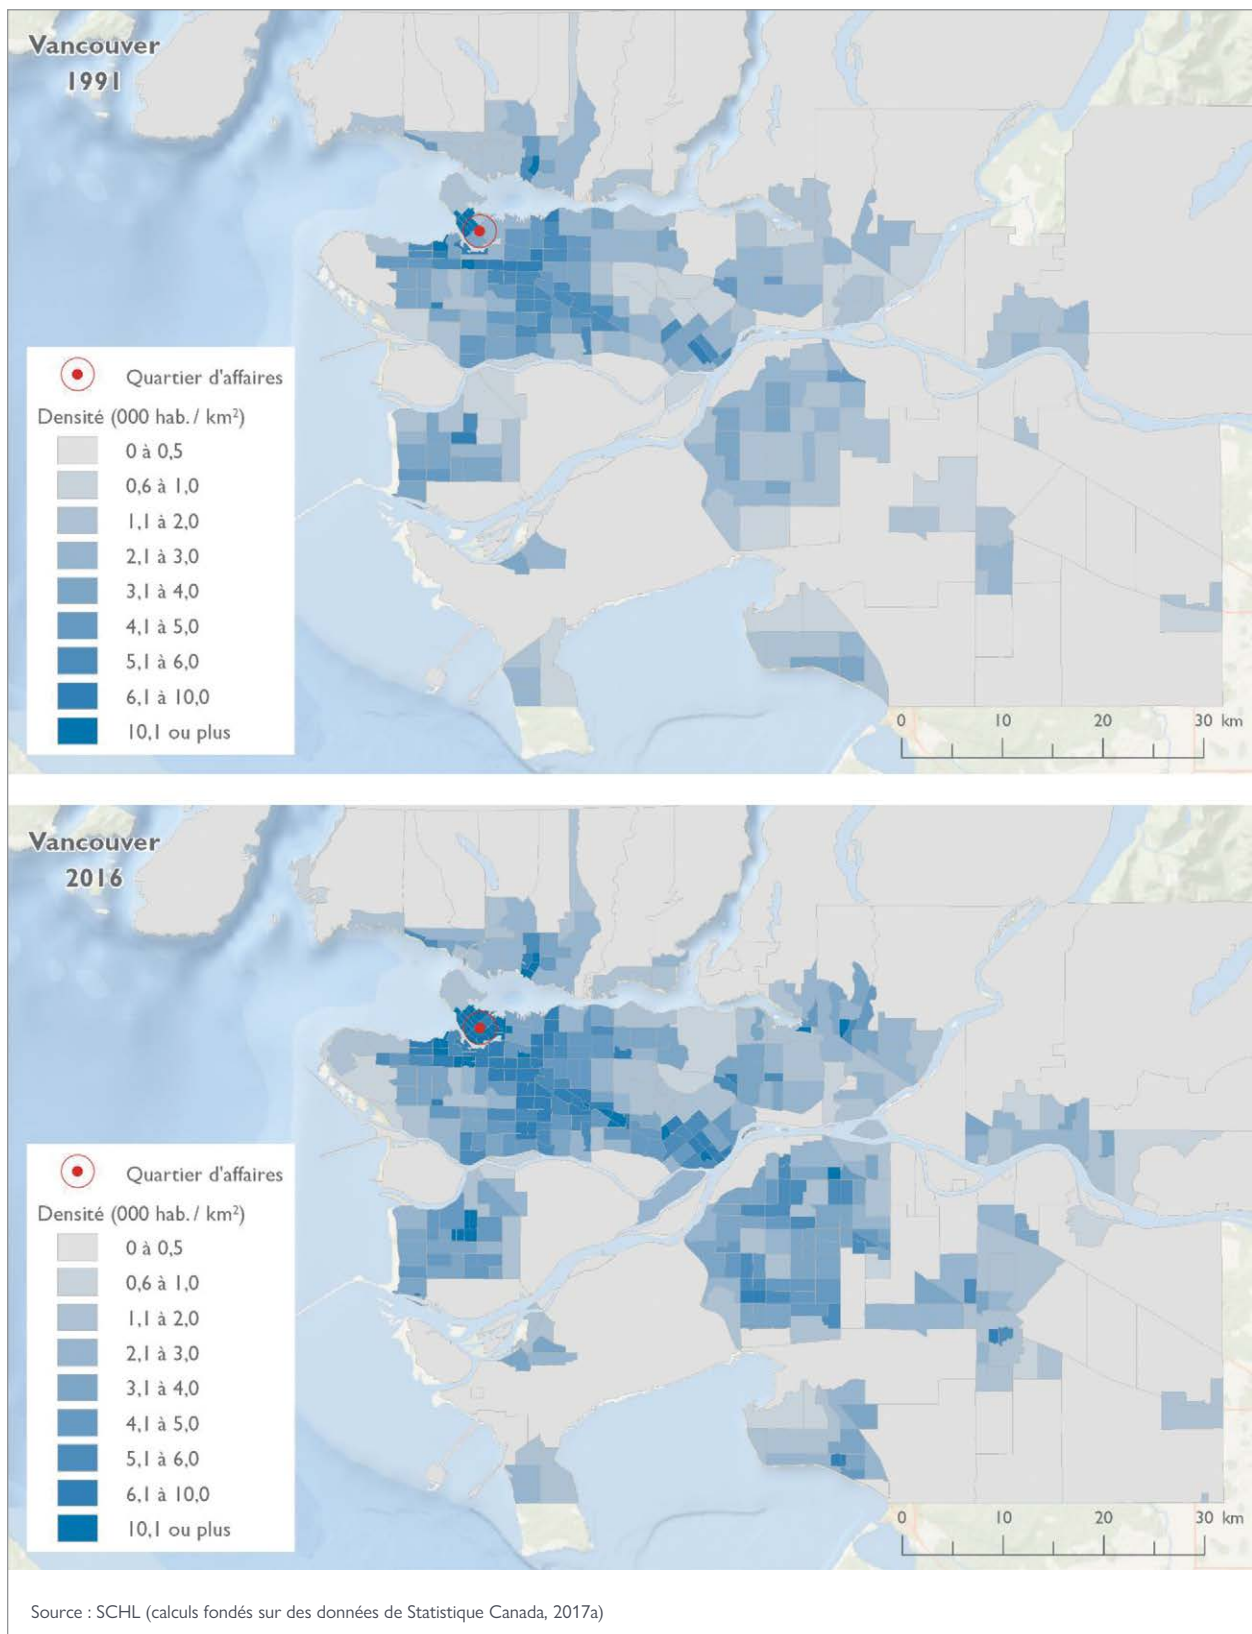 Vancouver
1991
Quartier d'affaires
Densité (000 hab. / km²)
0 à 0,5
0,6 à 1,0
1,1 à 2,0
2,1 à 3,0
3,1 à 4,0
4,1 à 5,0
5,1 à 6,0
6,1 à 10,0
10,1 ou plus
0 10 20 30 km
Vancouver
2016
Quartier d'affaires
Densité (000 hab. / km²)
0 à 0,5
0,6 à 1,0
1,1 à 2,0
2,1 à 3,0
3,1 à 4,0
4,1 à 5,0
5,1 à 6,0
6,1 à 10,0
10,1 ou plus
0 10 20 30 km
Source : SCHL (calculs fondés sur des données de Statistique Canada, 2017a)